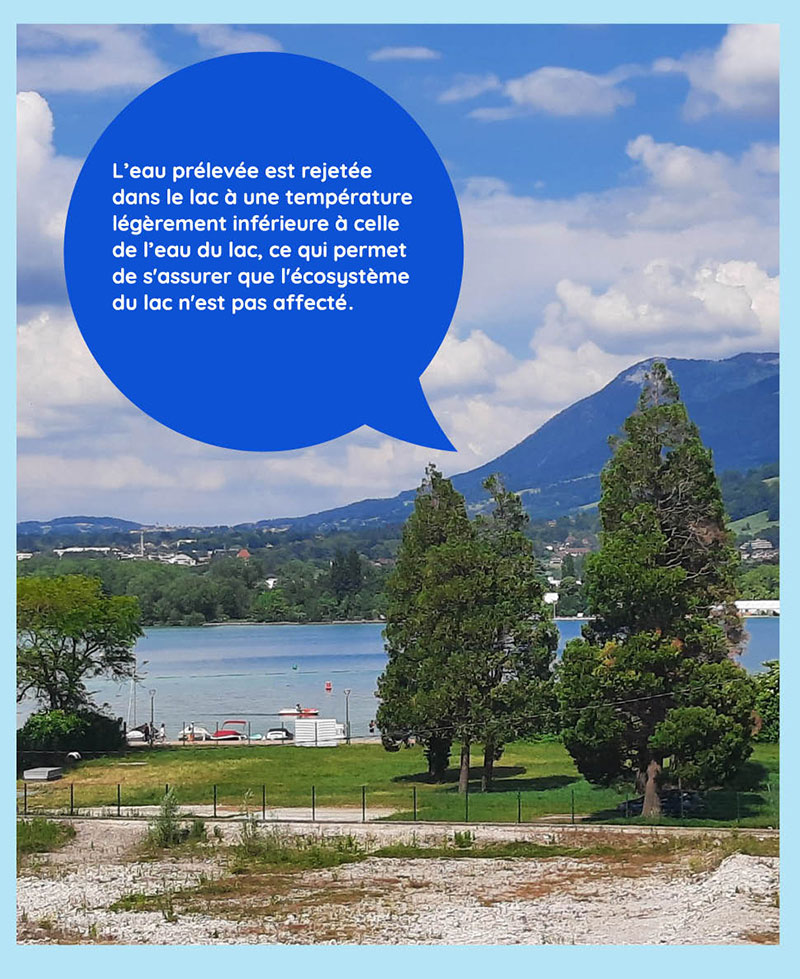 L’eau prélevée est rejetée
dans le lac à une température
légèrement inférieure à celle
de l’eau du lac, ce qui permet
de s'assurer que l'écosystème
du lac n'est pas affecté.